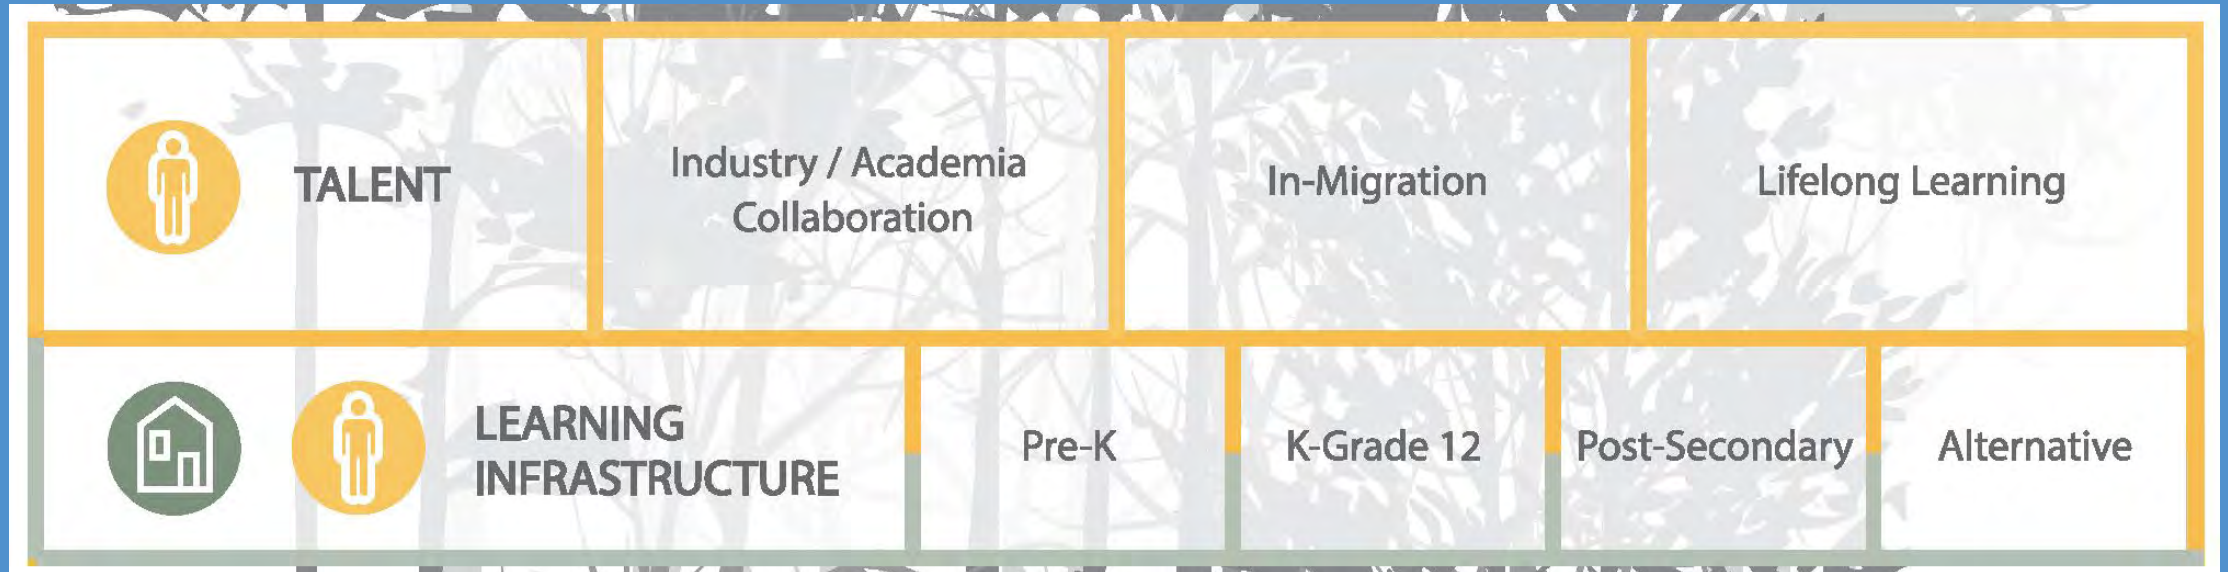 TALENT
Industry / Academia
Collaboration
In-Migration
Lifelong Learning
LEARNING
INFRASTRUCTURE
Pre-K
K-Grade 12
Post-Secondary
Alternative